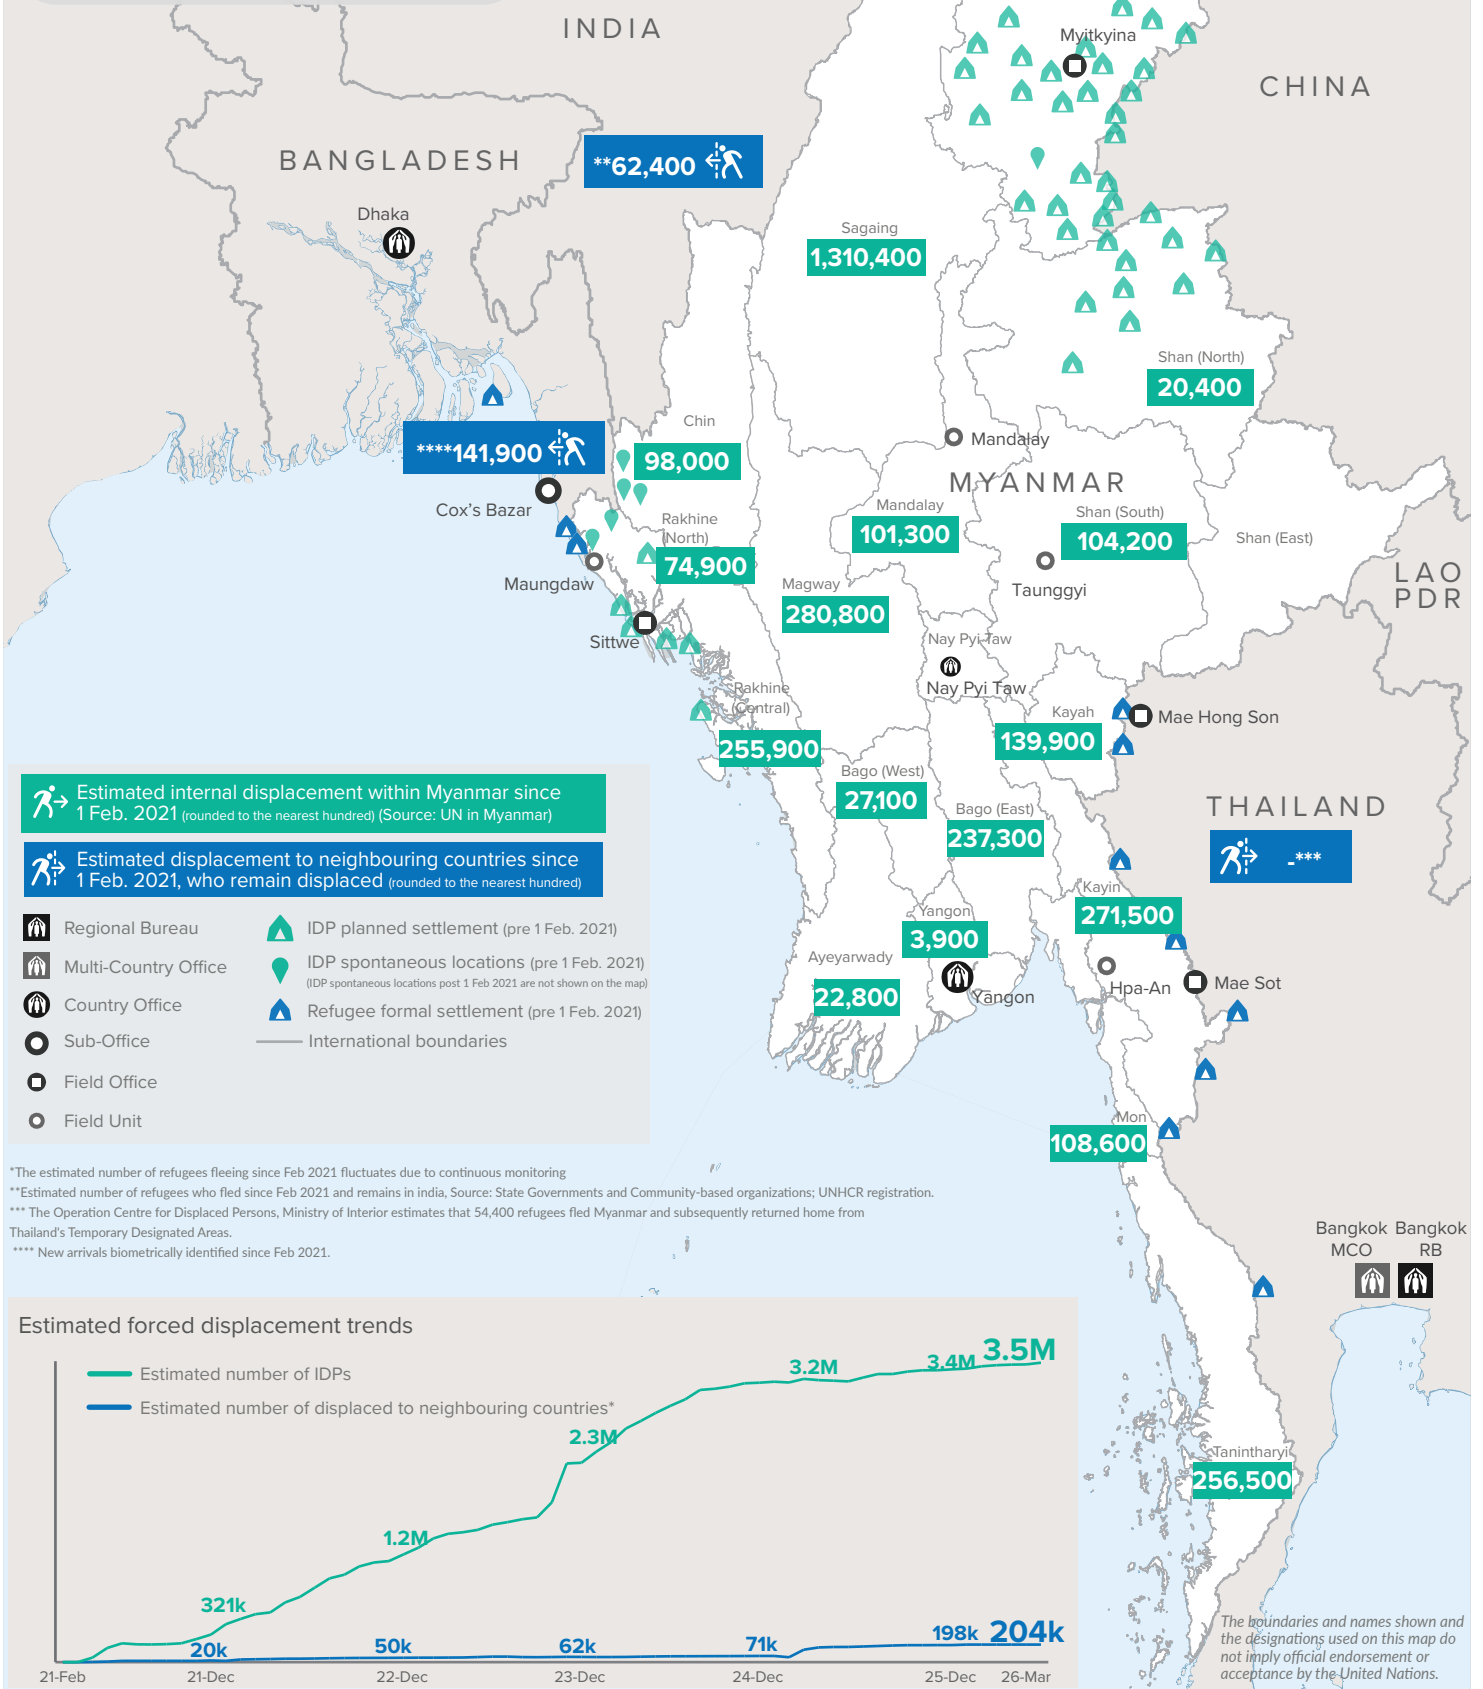 INDIA
Myitkyina
CHINA
BANGLADESH
**62,400
Dhaka
Sagaing
1,310,400
Shan (North)
20,400
Chin
****141,900
98,000
Mandalay
MYANMAR
Cox's Bazar
Mandalay
101,300
Shan (South)
104,200
Shan (East)
Rakhine
(North)
74,900
LAO
PDR
Maungdaw
Magway
280,800
Taunggyi
Sittwe
Nay Pyi Taw
Nay Pyi Taw
Rakhine
(Central)
255,900
Kayah
139,900
Mae Hong Son
Bago (West)
27,100
Bago (East)
237,300
THAILAND
-***
Kayin
271,500
Yangon
3,900
Ayeyarwady
22,800
Yangon
Hpa-An
Mae Sot
Mon
108,600
Bangkok MCO
Bangkok RB
Tanintharyi
256,500
Estimated internal displacement within Myanmar since
1 Feb. 2021 (rounded to the nearest hundred) (Source: UN in Myanmar)
Estimated displacement to neighbouring countries since
1 Feb. 2021, who remain displaced (rounded to the nearest hundred)
Regional Bureau
Multi-Country Office
Country Office
Sub-Office
Field Office
Field Unit
IDP planned settlement (pre 1 Feb. 2021)
IDP spontaneous locations (pre 1 Feb. 2021)
(IDP spontaneous locations post 1 Feb 2021 are not shown on the map)
Refugee formal settlement (pre 1 Feb. 2021)
International boundaries
*The estimated number of refugees fleeing since Feb 2021 fluctuates due to continuous monitoring
**Estimated number of refugees who fled since Feb 2021 and remains in india, Source: State Governments and Community-based organizations; UNHCR registration.
*** The Operation Centre for Displaced Persons, Ministry of Interior estimates that 54,400 refugees fled Myanmar and subsequently returned home from
Thailand's Temporary Designated Areas.
**** New arrivals biometrically identified since Feb 2021.
Estimated forced displacement trends
Estimated number of IDPs
Estimated number of displaced to neighbouring countries*
321k
1.2M
2.3M
3.2M
3.4M
3.5M
20k
50k
62k
71k
198k
204k
21-Feb
21-Dec
22-Dec
23-Dec
24-Dec
25-Dec
26-Mar
The boundaries and names shown and
the designations used on this map do
not imply official endorsement or
acceptance by the United Nations.